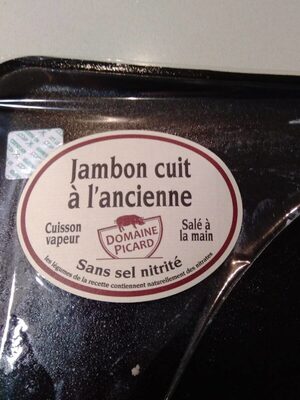 Jambon cuit
à l'ancienne
Cuisson
vapeur
DOMAINE
PICARD
Salé à
la main
Sans sel nitrité
les légumes de la recette contiennent naturellement des nitrates